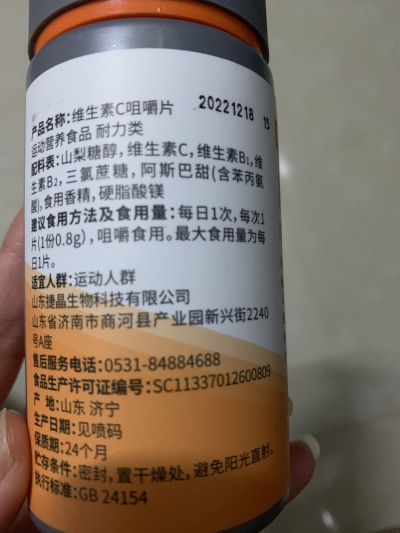 20221218 15
产品名称:维生素C咀嚼片
运动营养食品 耐力类
配料表:山梨糖醇,维生素C,维生素B₁,维
生素B₂,三氯蔗糖,阿斯巴甜(含苯丙氨
酸),食用香精,硬脂酸镁
建议食用方法及食用量:每日1次,每次1
片(1份0.8g),咀嚼食用。最大食用量为每
日1片。
适宜人群:运动人群
山东捷晶生物科技有限公司
山东省济南市商河县产业园新兴街2240
号A座
售后服务电话:0531-84884688
食品生产许可证编号:SC11337012600809
产 地:山东 济宁
生产日期:见喷码
保质期:24个月
贮存条件:密封,置干燥处,避免阳光直射。
执行标准:GB 24154